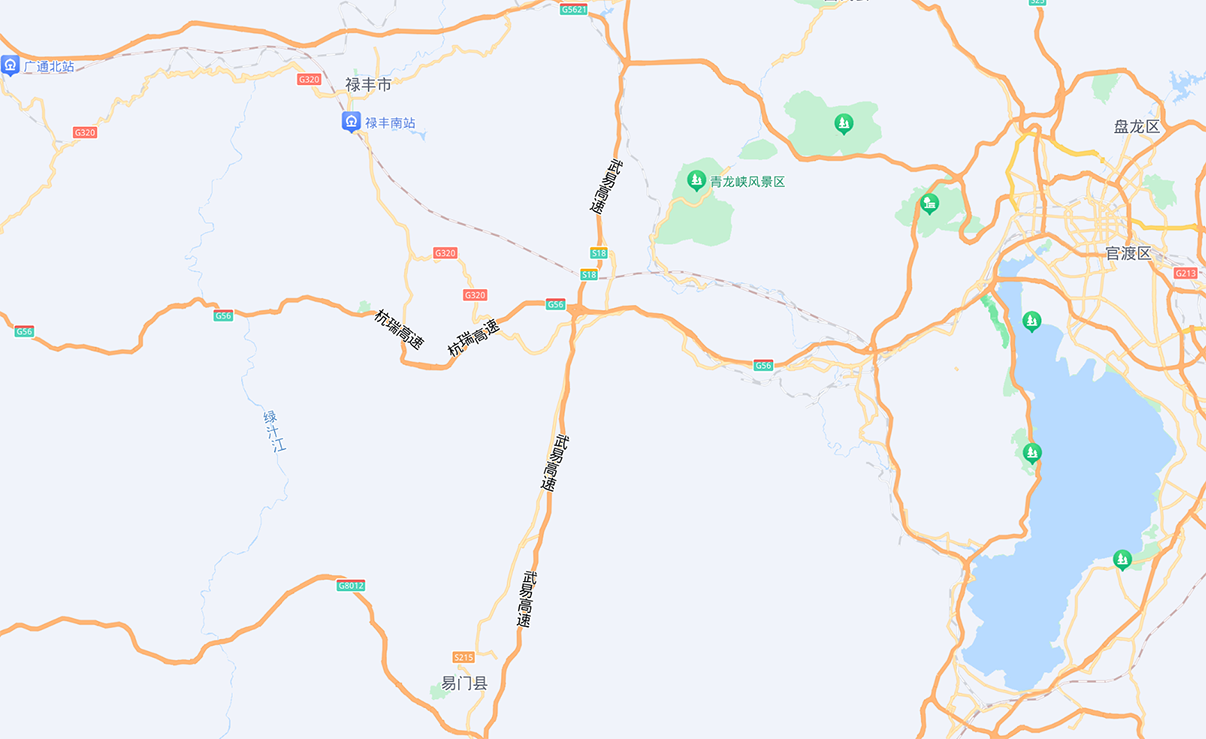 G5621
S23
广通北站
G320
禄丰市
禄丰南站
G320
盘龙区
武易高速
青龙峡风景区
S18
官渡区
G320
S18
G213
G320
G56
G56
G56
杭瑞高速
杭瑞高速
G56
绿汁江
武易高速
G8012
武易高速
S215
易门县